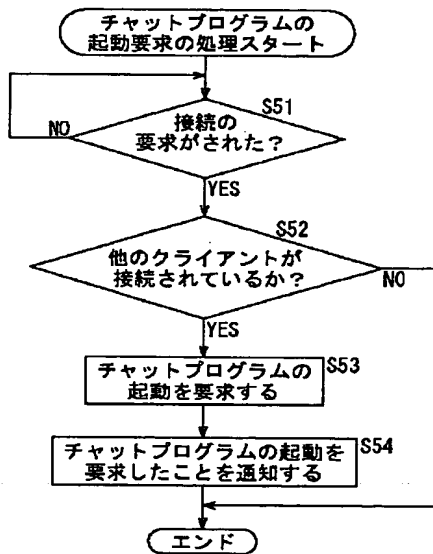 チャットプログラムの
起動要求の処理スタート
S51
接続の
要求がされた？
NO
YES
S52
他のクライアントが
接続されているか？
NO
YES
S53
チャットプログラムの
起動を要求する
S54
チャットプログラムの起動を
要求したことを通知する
エンド